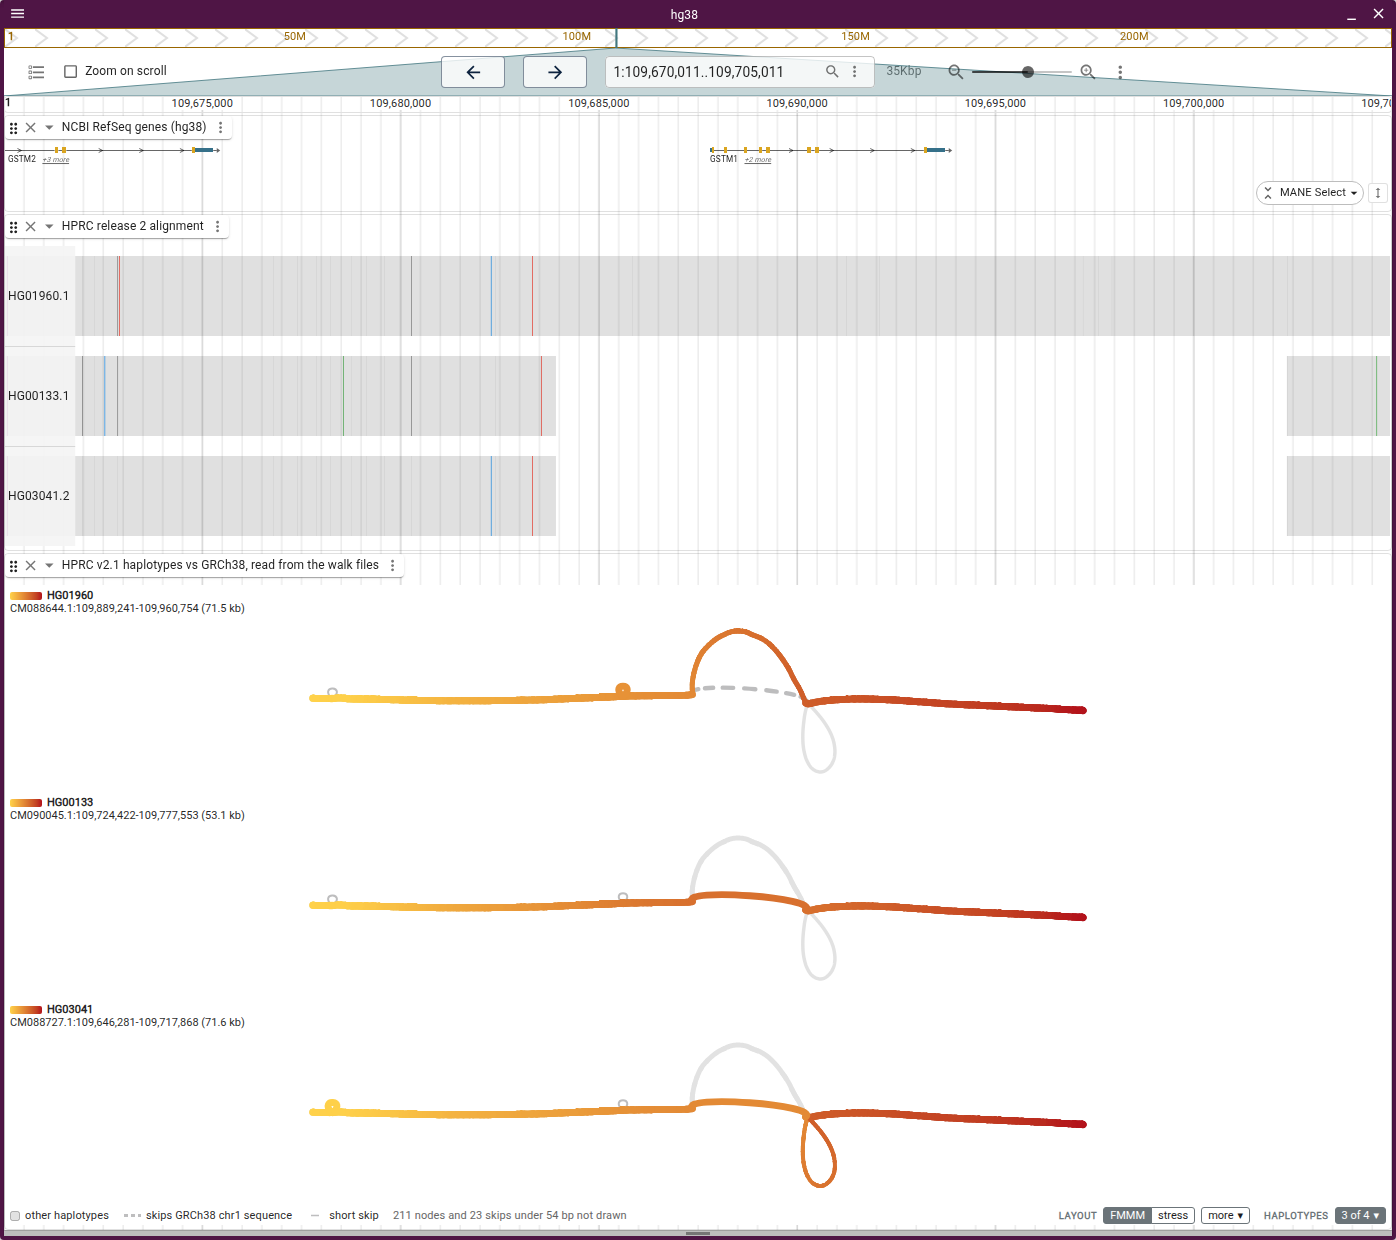 hg38
1 50M 100M 150M 200M
Zoom on scroll
1:109,670,011..109,705,011
35Kbp
1 109,675,000 109,680,000 109,685,000 109,690,000 109,695,000 109,700,000 109,70
NCBI RefSeq genes (hg38)
GSTM2 +3 more GSTM1 +2 more
MANE Select
HPRC release 2 alignment
HG01960.1
HG00133.1
HG03041.2
HPRC v2.1 haplotypes vs GRCh38, read from the walk files
HG01960
CM088644.1:109,889,241-109,960,754 (71.5 kb)
HG00133
CM090045.1:109,724,422-109,777,553 (53.1 kb)
HG03041
CM088727.1:109,646,281-109,717,868 (71.6 kb)
other haplotypes skips GRCh38 chr1 sequence short skip 211 nodes and 23 skips under 54 bp not drawn LAYOUT FMMM stress more ▾ HAPLOTYPES 3 of 4 ▾